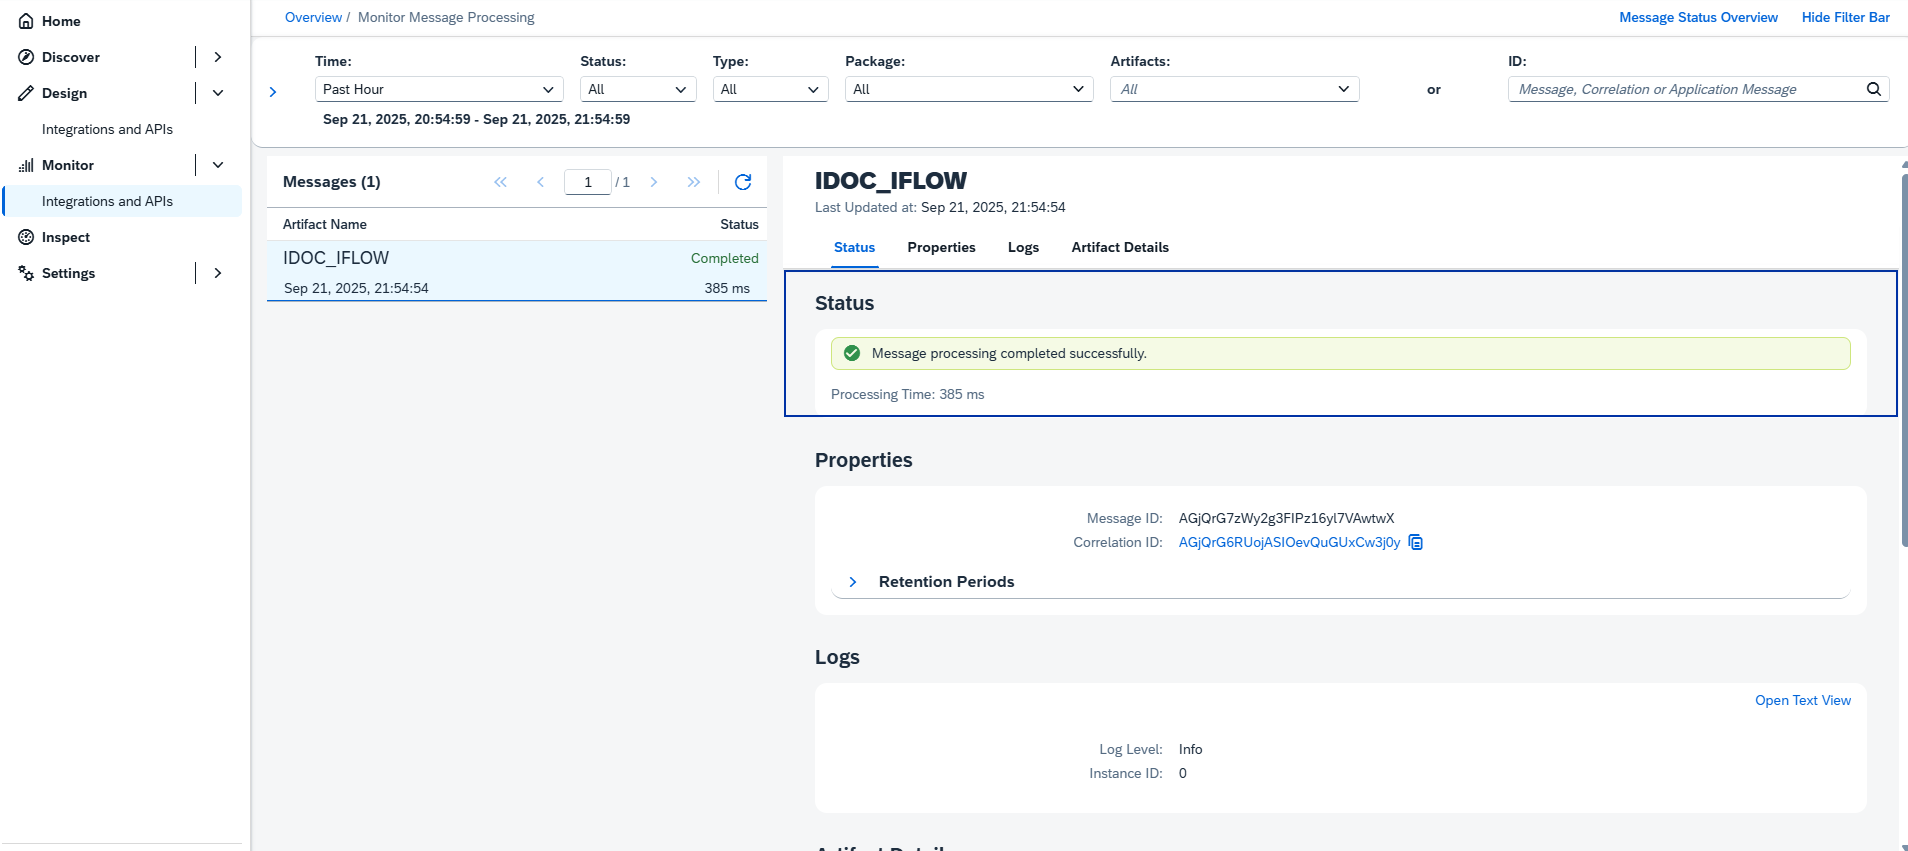 Home
Discover
Design
Integrations and APIs
Monitor
Integrations and APIs
Inspect
Settings
Overview / Monitor Message Processing
Message Status Overview
Hide Filter Bar
Time:
Past Hour
Status:
All
Type:
All
Package:
All
Artifacts:
All
or
ID:
Message, Correlation or Application Message
Sep 21, 2025, 20:54:59 - Sep 21, 2025, 21:54:59
Messages (1)
1 / 1
Artifact Name Status
IDOC_IFLOW Completed
Sep 21, 2025, 21:54:54 385 ms
IDOC_IFLOW
Last Updated at: Sep 21, 2025, 21:54:54
Status Properties Logs Artifact Details
Status
Message processing completed successfully.
Processing Time: 385 ms
Properties
Message ID: AGjQrG7zWy2g3FIPz16yl7VAwtwX
Correlation ID: AGjQrG6RUojASIOevQuGUxCw3j0y
Retention Periods
Logs
Open Text View
Log Level: Info
Instance ID: 0
Artifact Detail